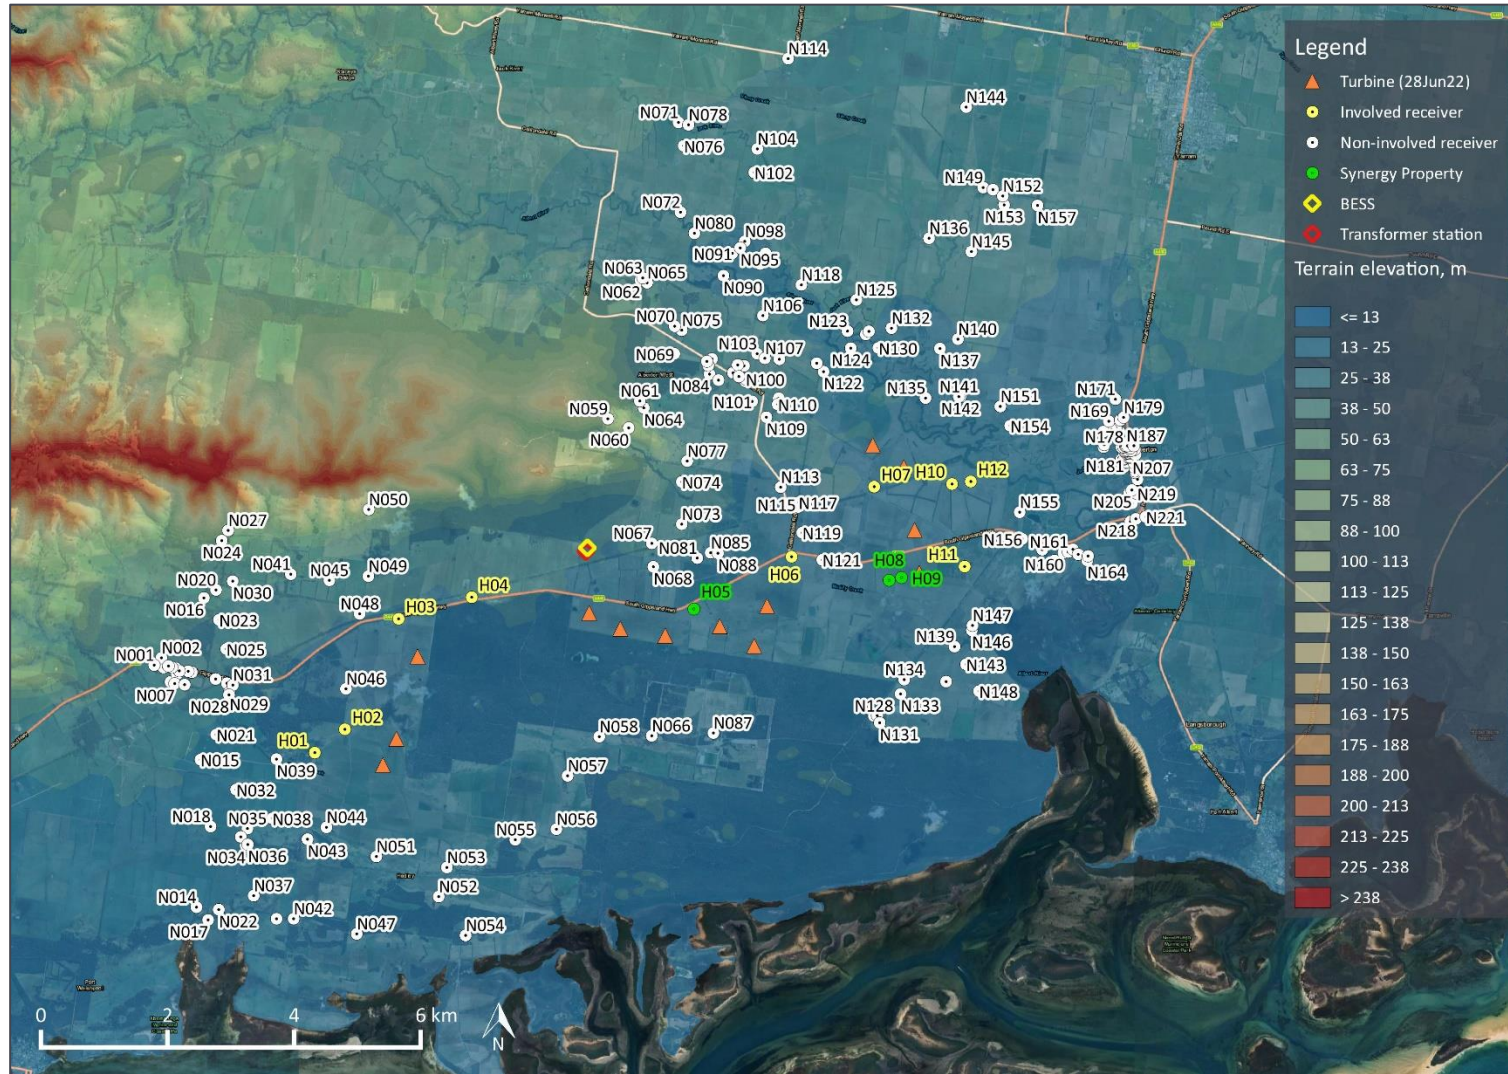 N114
N144
N071
N078
N076
N104
N102
N149
N152
N153
N157
N072
N080
N098
N091
N095
N136
N145
N063
N065
N062
N090
N118
N125
N106
N070
N075
N123
N132
N140
N069
N103
N107
N130
N137
N124
N084
N100
N122
N061
N101
N110
N135
N141
N142
N151
N171
N059
N064
N109
N154
N169
N179
N060
N178
N187
N077
N181
N074
N113
H07
H10
H12
N207
N050
N115
N117
N205
N219
N027
N073
N155
N221
N024
N067
N119
N218
N081
N085
N156
N161
N041
N045
N049
N068
N088
H06
N121
H08
H11
N160
N164
N020
N030
H04
H09
N016
H05
N023
N048
H03
N147
N139
N146
N001
N002
N025
N143
N007
N031
N046
N134
N148
N028
N029
N128
N133
N021
H02
N058
N066
N087
N131
H01
N015
N039
N057
N032
N018
N035
N038
N044
N056
N034
N036
N043
N055
N051
N053
N037
N052
N014
N022
N042
N017
N047
N054
0 2 4 6 km
N
Legend
Turbine (28Jun22)
Involved receiver
Non-involved receiver
Synergy Property
BESS
Transformer station
Terrain elevation, m
<= 13
13 - 25
25 - 38
38 - 50
50 - 63
63 - 75
75 - 88
88 - 100
100 - 113
113 - 125
125 - 138
138 - 150
150 - 163
163 - 175
175 - 188
188 - 200
200 - 213
213 - 225
225 - 238
> 238